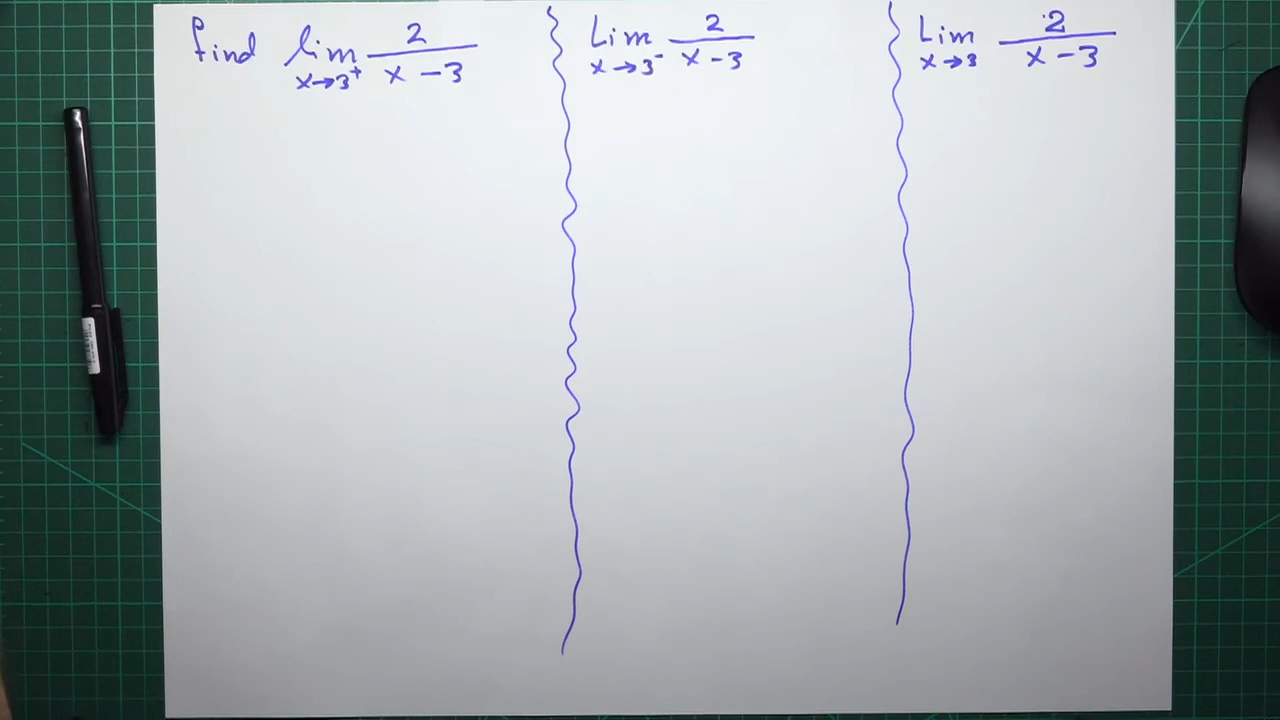 find lim x→3⁺ 2/(x-3)
Lim x→3⁻ 2/(x-3)
Lim x→3 2/(x-3)